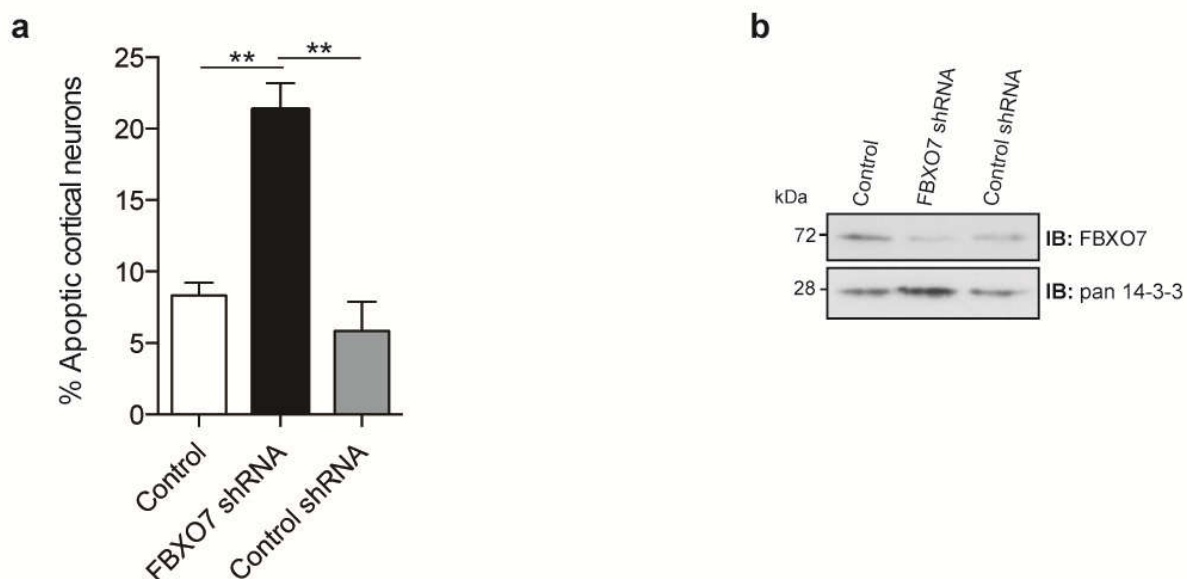 a
% Apoptic cortical neurons
25
20
15
10
5
0
**
**
Control
FBXO7 shRNA
Control shRNA
b
Control
FBXO7 shRNA
Control shRNA
kDa
72
IB: FBXO7
28
IB: pan 14-3-3